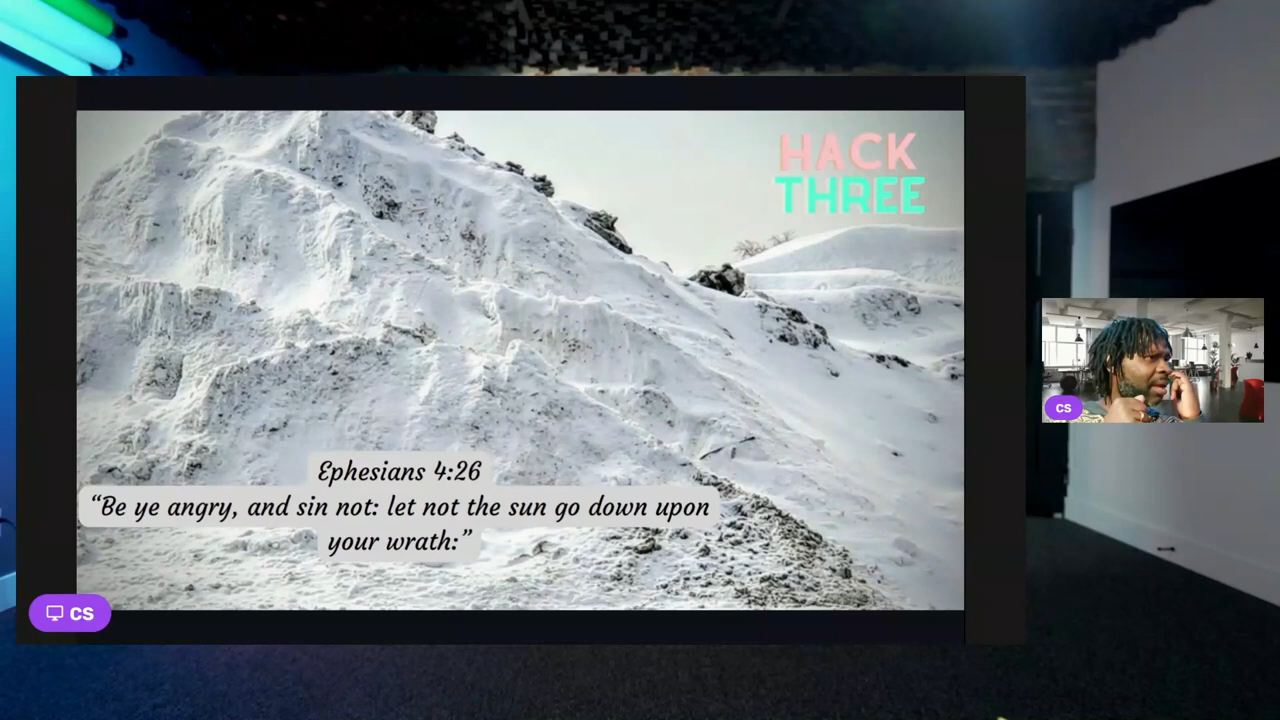 HACK
THREE
Ephesians 4:26
“Be ye angry, and sin not: let not the sun go down upon
your wrath:”
CS
CS